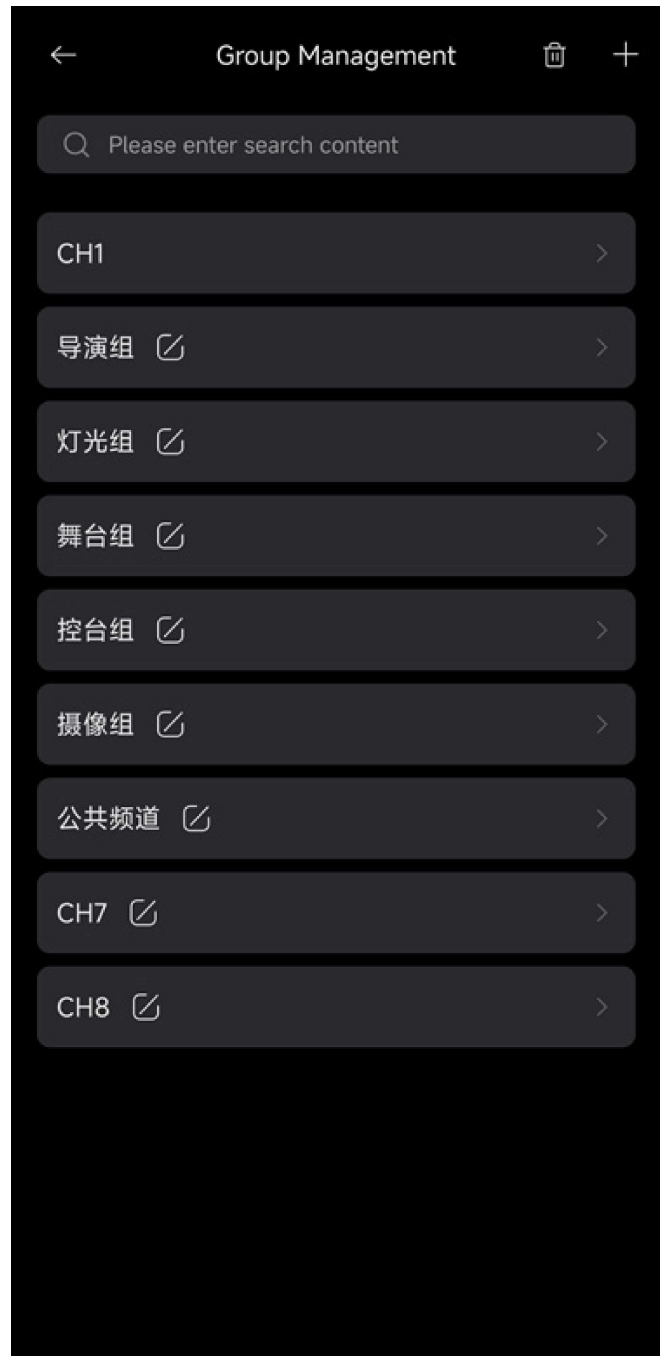 Group Management
Please enter search content
CH1
导演组
灯光组
舞台组
控台组
摄像组
公共频道
CH7
CH8